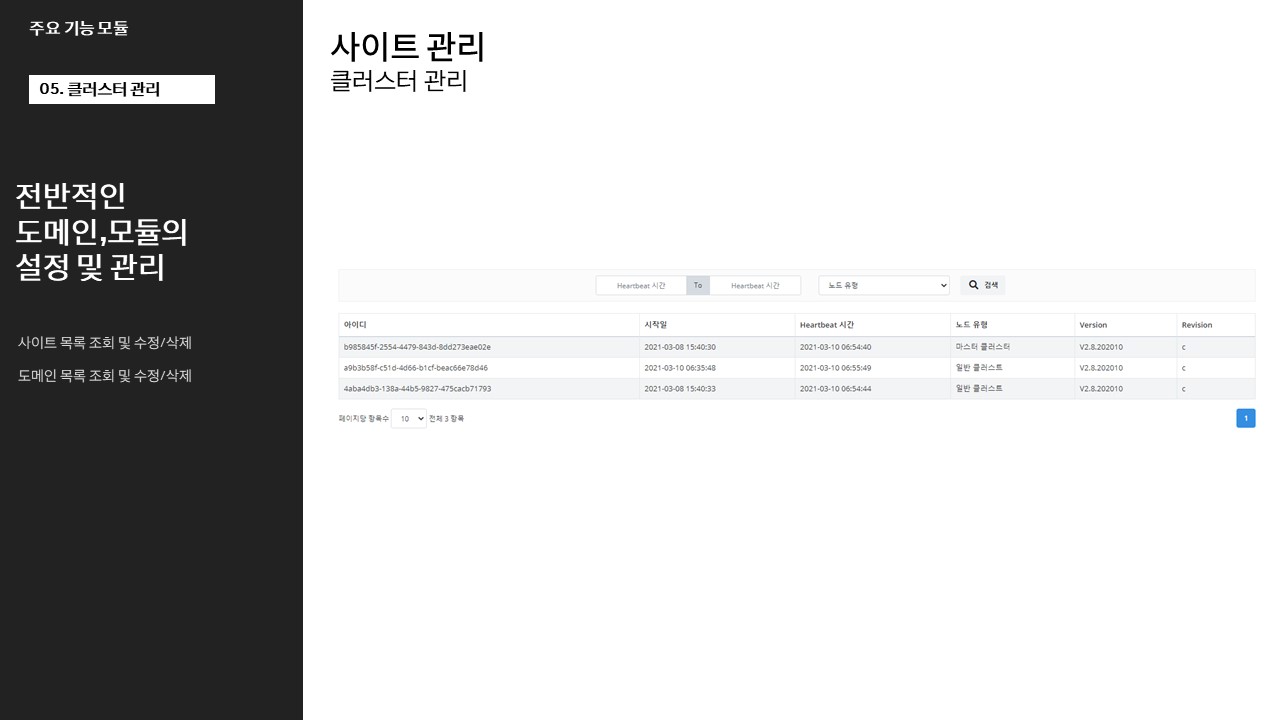 주요 기능 모듈
05. 클러스터 관리
전반적인
도메인,모듈의
설정 및 관리
사이트 목록 조회 및 수정/삭제
도메인 목록 조회 및 수정/삭제
사이트 관리
클러스터 관리
Heartbeat 시간 To Heartbeat 시간 노드 유형 검색
아이디 시작일 Heartbeat 시간 노드 유형 Version Revision
b985845f-2554-4479-843d-8dd273eae02e 2021-03-08 15:40:30 2021-03-10 06:54:40 마스터 클러스터 V2.8.202010 c
a9b3b58f-c51d-4d66-b1cf-beac66e78d46 2021-03-10 06:35:48 2021-03-10 06:55:49 일반 클러스트 V2.8.202010 c
4aba4db3-138a-44b5-9827-475cacb71793 2021-03-08 15:40:33 2021-03-10 06:54:44 일반 클러스트 V2.8.202010 c
페이지당 항목수 10 전체 3 항목 1